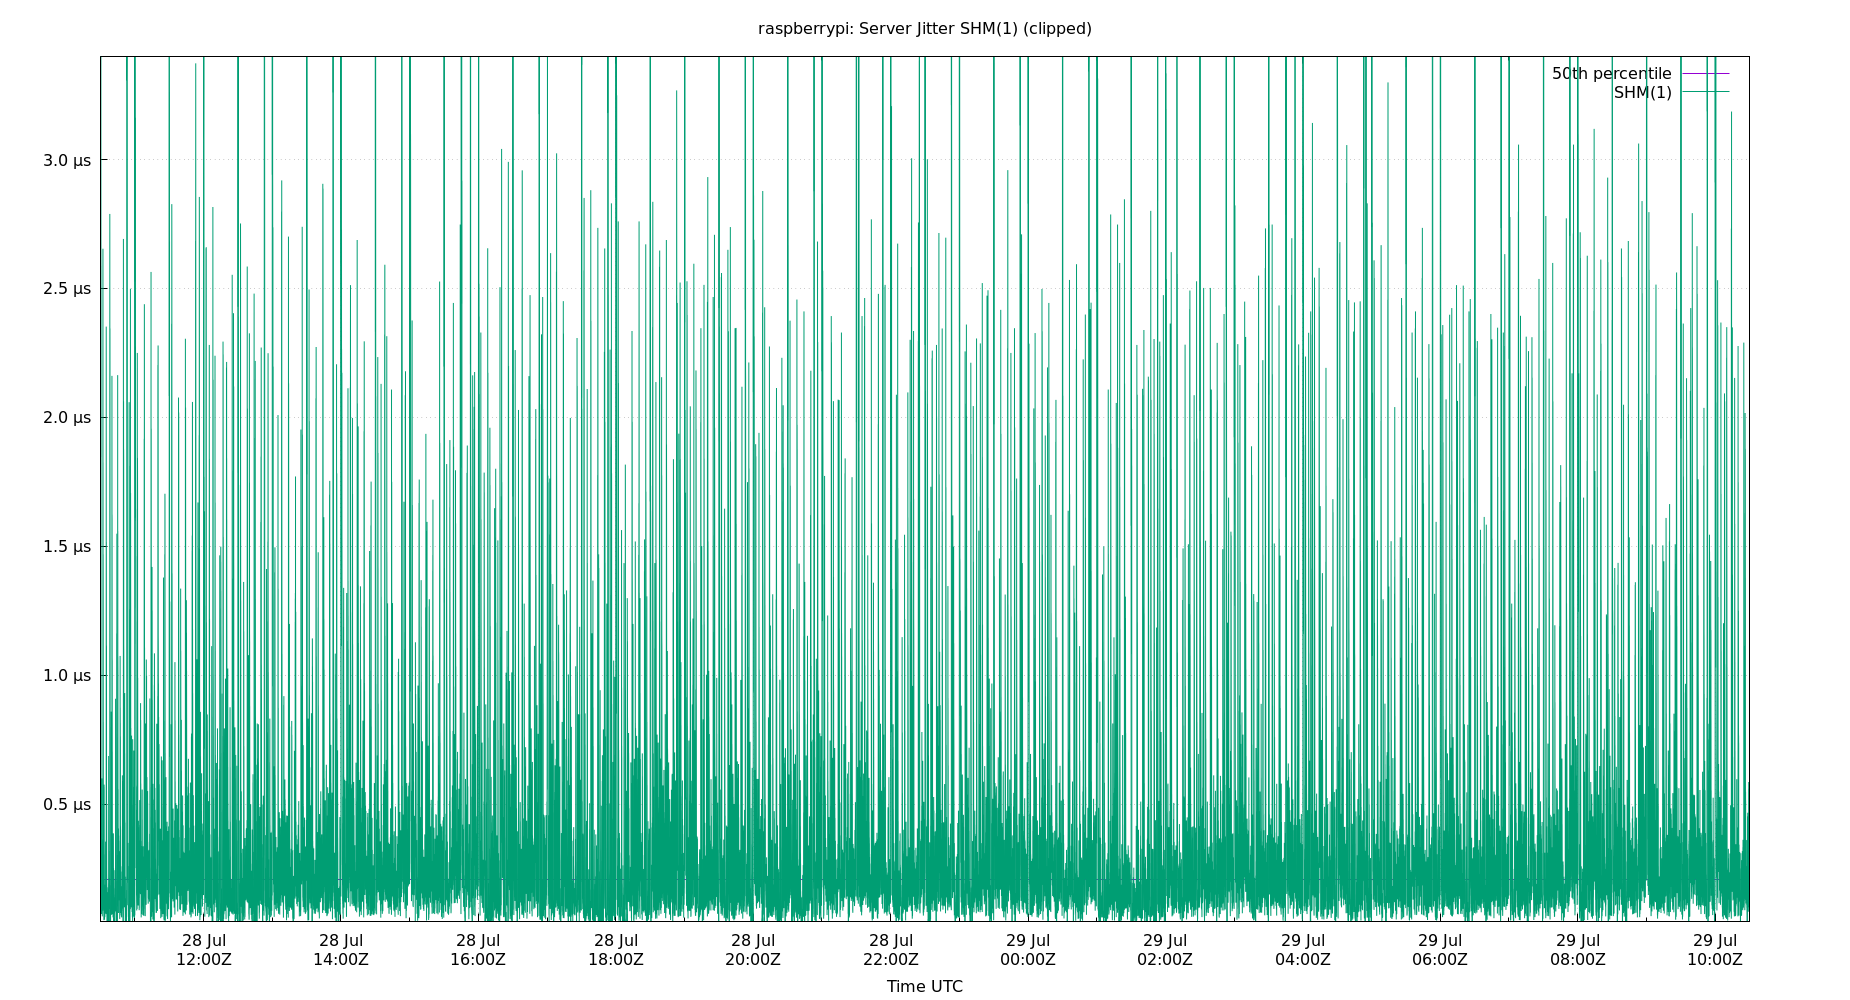 raspberrypi: Server Jitter SHM(1) (clipped)
50th percentile
SHM(1)
3.0 µs
2.5 µs
2.0 µs
1.5 µs
1.0 µs
0.5 µs
28 Jul 28 Jul 28 Jul 28 Jul 28 Jul 28 Jul 29 Jul 29 Jul 29 Jul 29 Jul 29 Jul 29 Jul
12:00Z 14:00Z 16:00Z 18:00Z 20:00Z 22:00Z 00:00Z 02:00Z 04:00Z 06:00Z 08:00Z 10:00Z
Time UTC